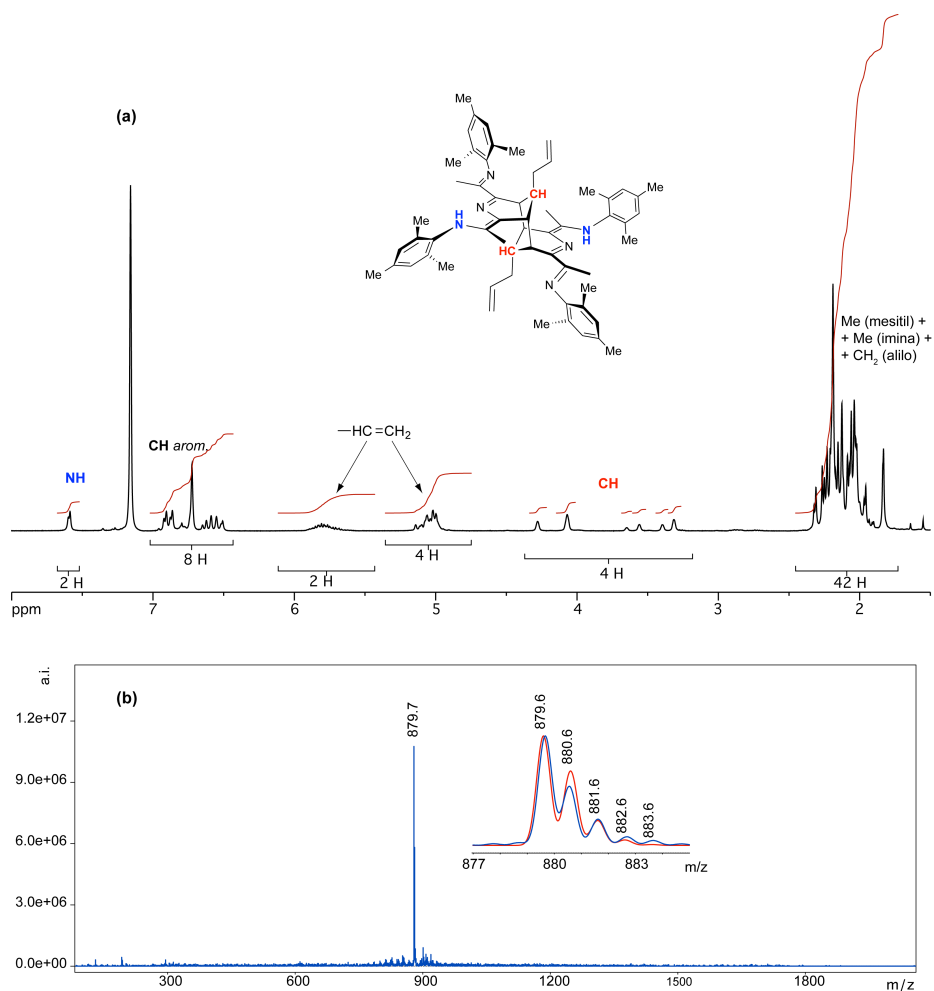 (a)
Me
Me
Me
N
N
CH
Me
Me
Me
H
N
N
H
Me
Me
Me
HC
N
N
Me
Me
Me
Me (mesitil) +
+ Me (imina) +
+ CH2 (alilo)
NH
CH arom.
—HC=CH2
CH
2 H
8 H
2 H
4 H
4 H
42 H
ppm 7 6 5 4 3 2
(b)
a.i.
1.2e+07
9.0e+06
6.0e+06
3.0e+06
0.0e+00
879.7
879.6
880.6
881.6
882.6
883.6
877 880 883 m/z
300 600 900 1200 1500 1800 m/z